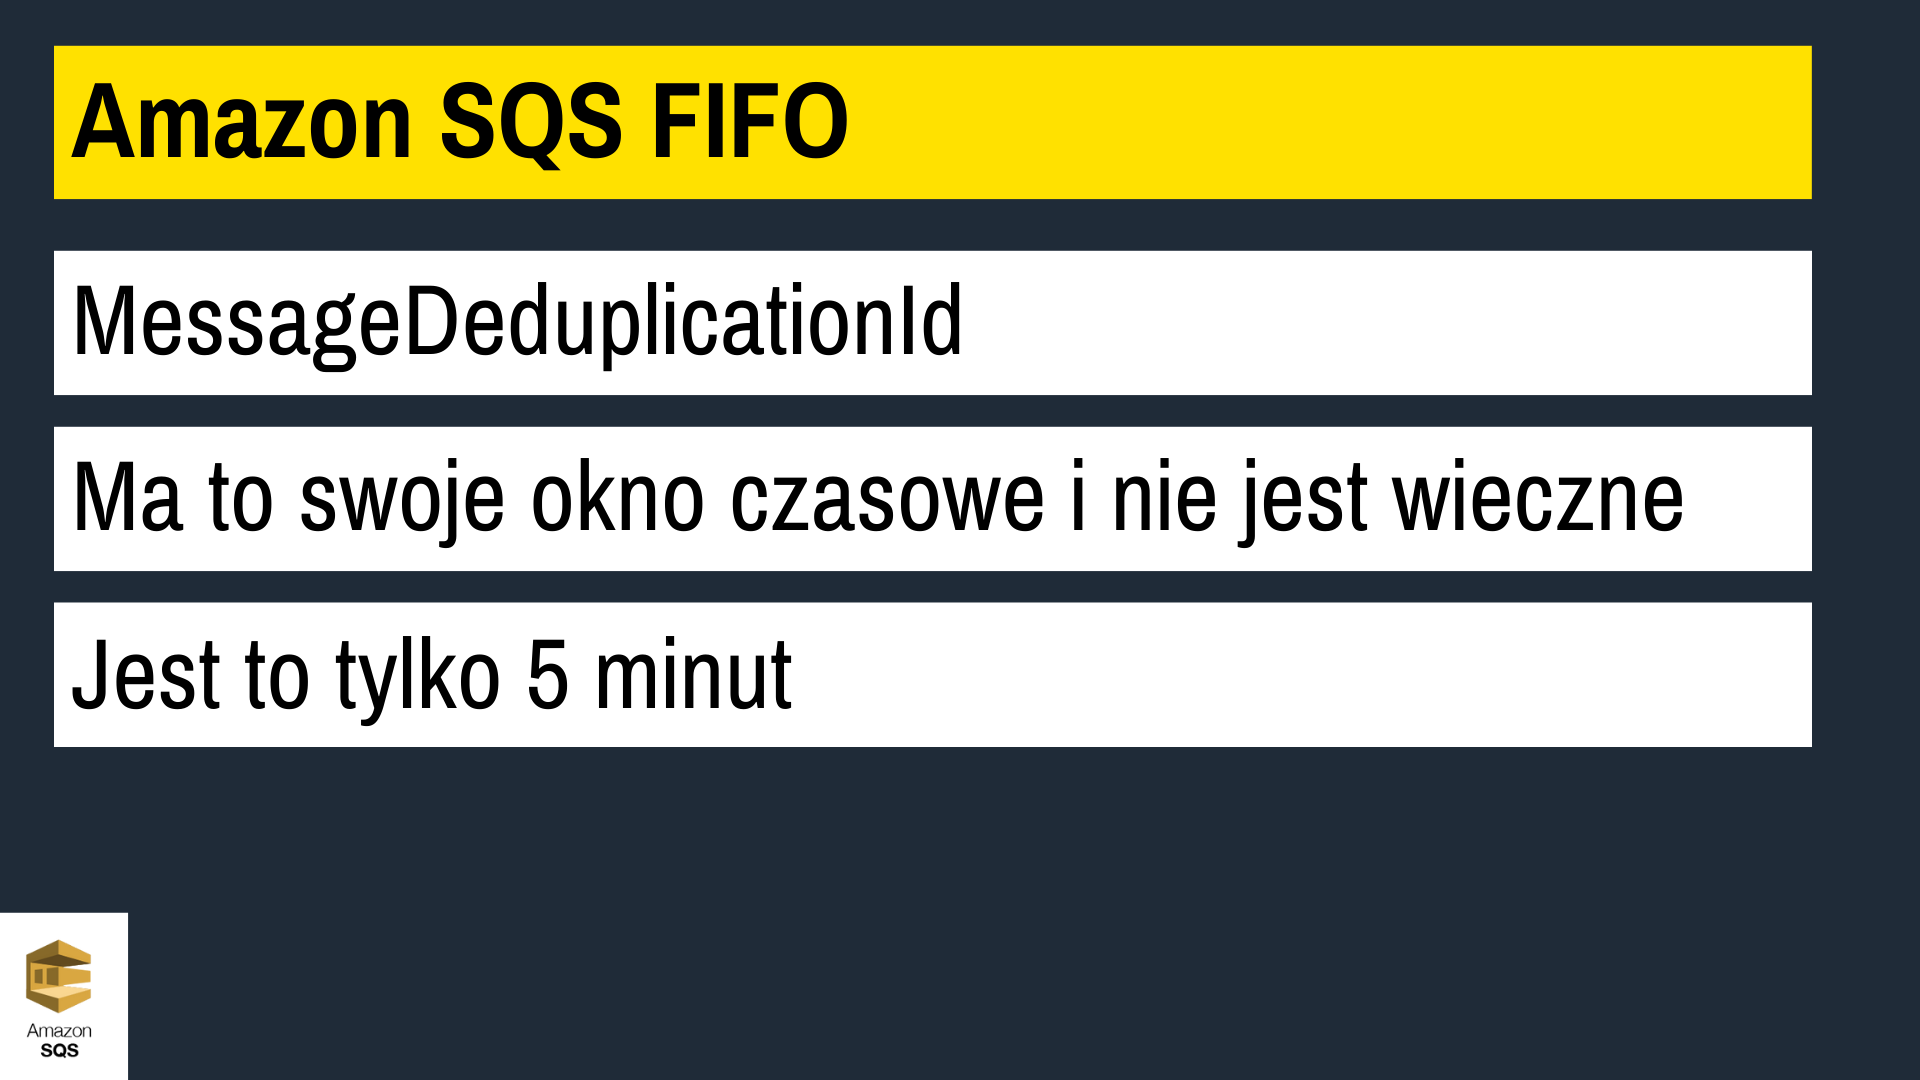 Amazon SQS FIFO
MessageDeduplicationId
Ma to swoje okno czasowe i nie jest wieczne
Jest to tylko 5 minut
Amazon
SQS